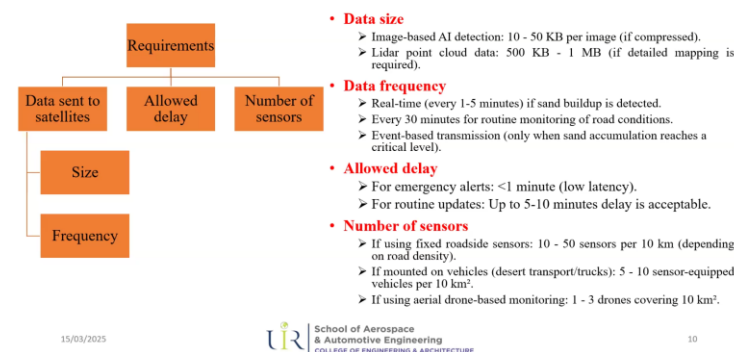 Requirements
Data sent to
satellites
Allowed
delay
Number of
sensors
Size
Frequency
• Data size
➤ Image-based AI detection: 10 - 50 KB per image (if compressed).
➤ Lidar point cloud data: 500 KB - 1 MB (if detailed mapping is
required).
• Data frequency
➤ Real-time (every 1-5 minutes) if sand buildup is detected.
➤ Every 30 minutes for routine monitoring of road conditions.
➤ Event-based transmission (only when sand accumulation reaches a
critical level).
• Allowed delay
➤ For emergency alerts: <1 minute (low latency).
➤ For routine updates: Up to 5-10 minutes delay is acceptable.
• Number of sensors
➤ If using fixed roadside sensors: 10 - 50 sensors per 10 km (depending
on road density).
➤ If mounted on vehicles (desert transport/trucks): 5 - 10 sensor-equipped
vehicles per 10 km².
➤ If using aerial drone-based monitoring: 1 - 3 drones covering 10 km².
15/03/2025
UIR
School of Aerospace
& Automotive Engineering
COLLEGE OF ENGINEERING & ARCHITECTURE
10